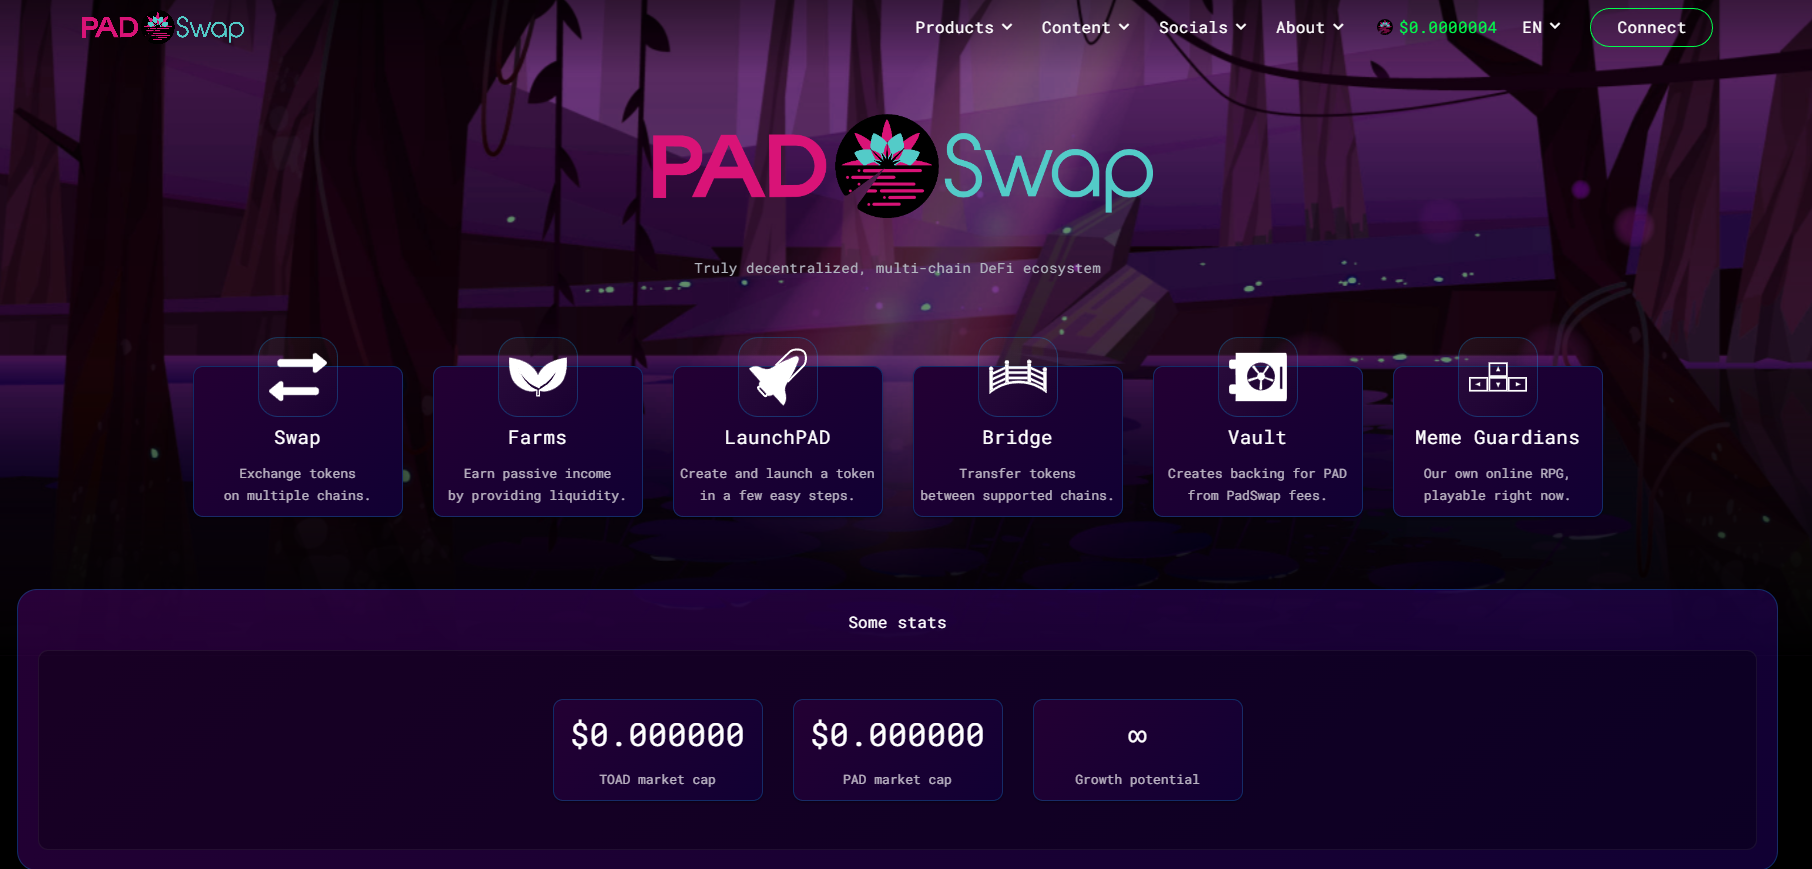 PAD Swap
Products Content Socials About $0.0000004 EN Connect
PAD Swap
Truly decentralized, multi-chain DeFi ecosystem
Swap
Exchange tokens
on multiple chains.
Farms
Earn passive income
by providing liquidity.
LaunchPAD
Create and launch a token
in a few easy steps.
Bridge
Transfer tokens
between supported chains.
Vault
Creates backing for PAD
from PadSwap fees.
Meme Guardians
Our own online RPG,
playable right now.
Some stats
$0.000000
TOAD market cap
$0.000000
PAD market cap
∞
Growth potential